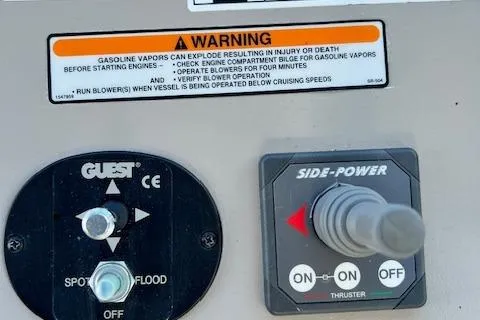 WARNING
GASOLINE VAPORS CAN EXPLODE RESULTING IN INJURY OR DEATH
BEFORE STARTING ENGINES – • CHECK ENGINE COMPARTMENT BILGE FOR GASOLINE VAPORS
• OPERATE BLOWERS FOR FOUR MINUTES
AND • VERIFY BLOWER OPERATION
• RUN BLOWER(S) WHEN VESSEL IS BEING OPERATED BELOW CRUISING SPEEDS
GUEST
CE
SPOT FLOOD
OFF
SIDE-POWER
ON ON OFF
THRUSTER